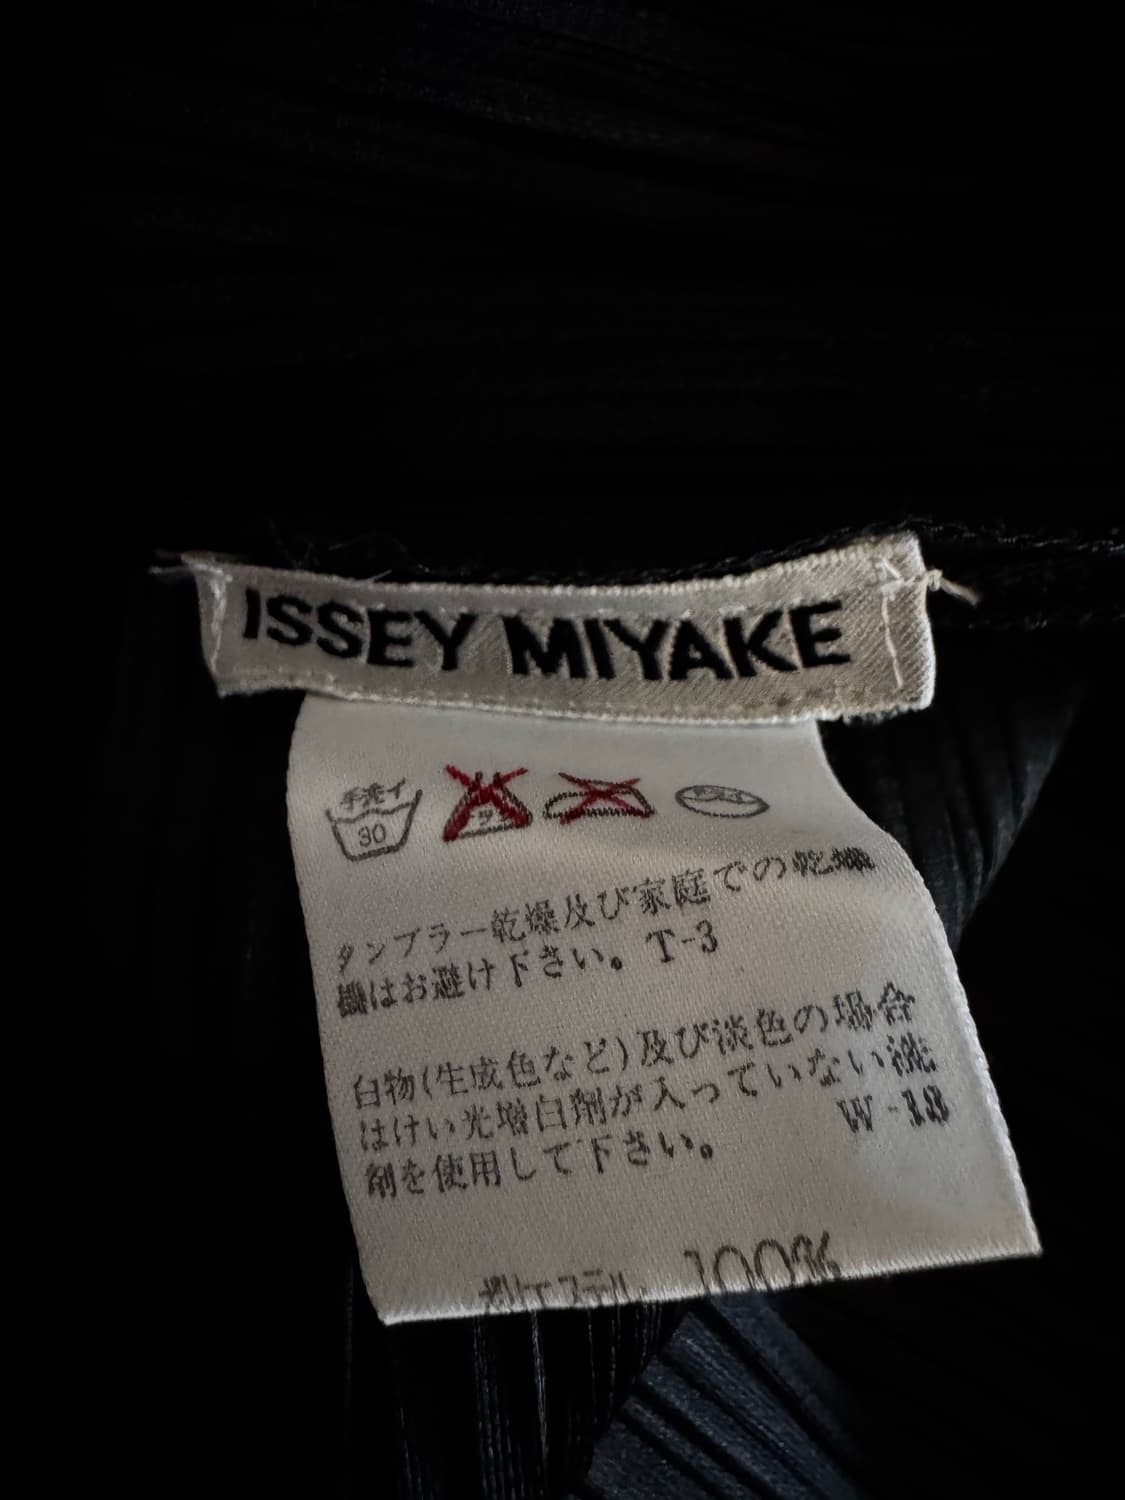 ISSEY MIYAKE
手洗イ
30
タンブラー乾燥及び家庭での乾燥
機はお避け下さい。T-3
白物(生成色など)及び淡色の場合
はけい光増白剤が入っていない洗
剤を使用して下さい。 W-18
ポリエステル 100%